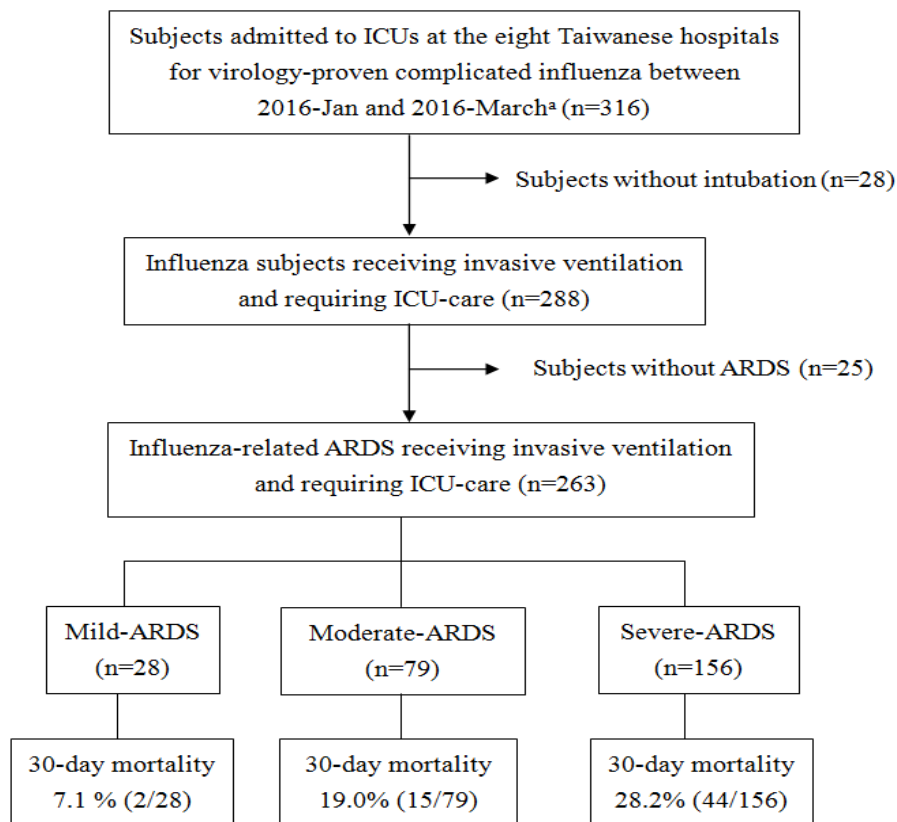 Subjects admitted to ICUs at the eight Taiwanese hospitals
for virology-proven complicated influenza between
2016-Jan and 2016-Marchᵃ (n=316)
Subjects without intubation (n=28)
Influenza subjects receiving invasive ventilation
and requiring ICU-care (n=288)
Subjects without ARDS (n=25)
Influenza-related ARDS receiving invasive ventilation
and requiring ICU-care (n=263)
Mild-ARDS
(n=28)
Moderate-ARDS
(n=79)
Severe-ARDS
(n=156)
30-day mortality
7.1 % (2/28)
30-day mortality
19.0% (15/79)
30-day mortality
28.2% (44/156)